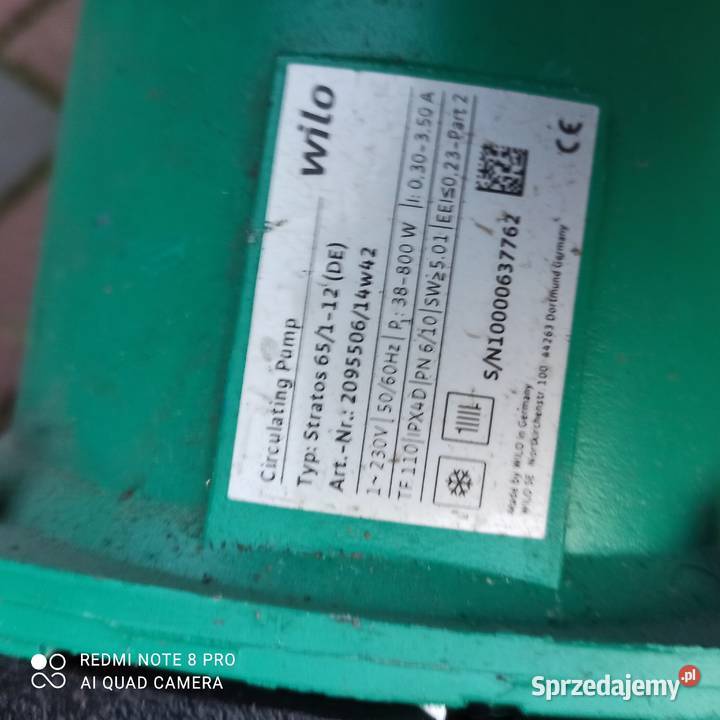 wilo
Circulating Pump
Typ: Stratos 65/1-12 (DE)
Art.-Nr.: 2095506/14w42
1~230V|50/60Hz|P₁: 38-800 W |I: 0,30-3.50 A
TF110|IPX4D|PN 6/10|SW≥5.01|EEI≤0,23-Part 2
S/N10000637762
Made by WILO in Germany
WILO SE Nortkirchenstr 100 44263 Dortmund Germany
CE
REDMI NOTE 8 PRO
AI QUAD CAMERA
Sprzedajemy.pl